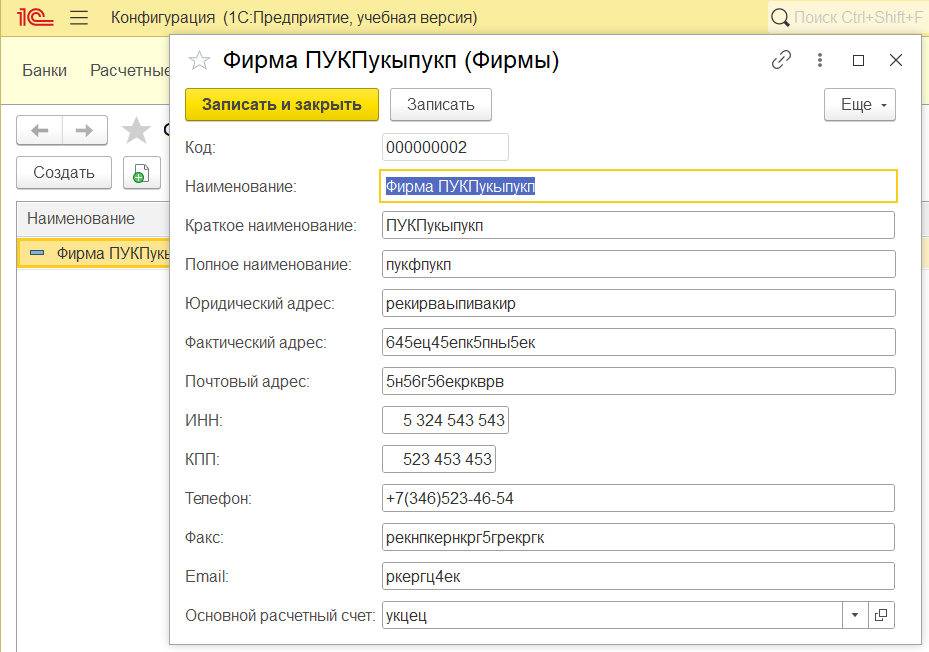 1С Конфигурация (1С:Предприятие, учебная версия) Поиск Ctrl+Shift+F
Банки Расчетные
Фирма ПУКПукыпукп (Фирмы)
Записать и закрыть Записать Еще
Создать
Наименование
Фирма ПУКПукы
Код: 000000002
Наименование: Фирма ПУКПукыпукп
Краткое наименование: ПУКПукыпукп
Полное наименование: пукфпукп
Юридический адрес: рекирваыпивакир
Фактический адрес: 645ец45епк5пны5ек
Почтовый адрес: 5н56г56екркврв
ИНН: 5 324 543 543
КПП: 523 453 453
Телефон: +7(346)523-46-54
Факс: рекнпкернкрг5грекргк
Email: ркергц4ек
Основной расчетный счет: укцец